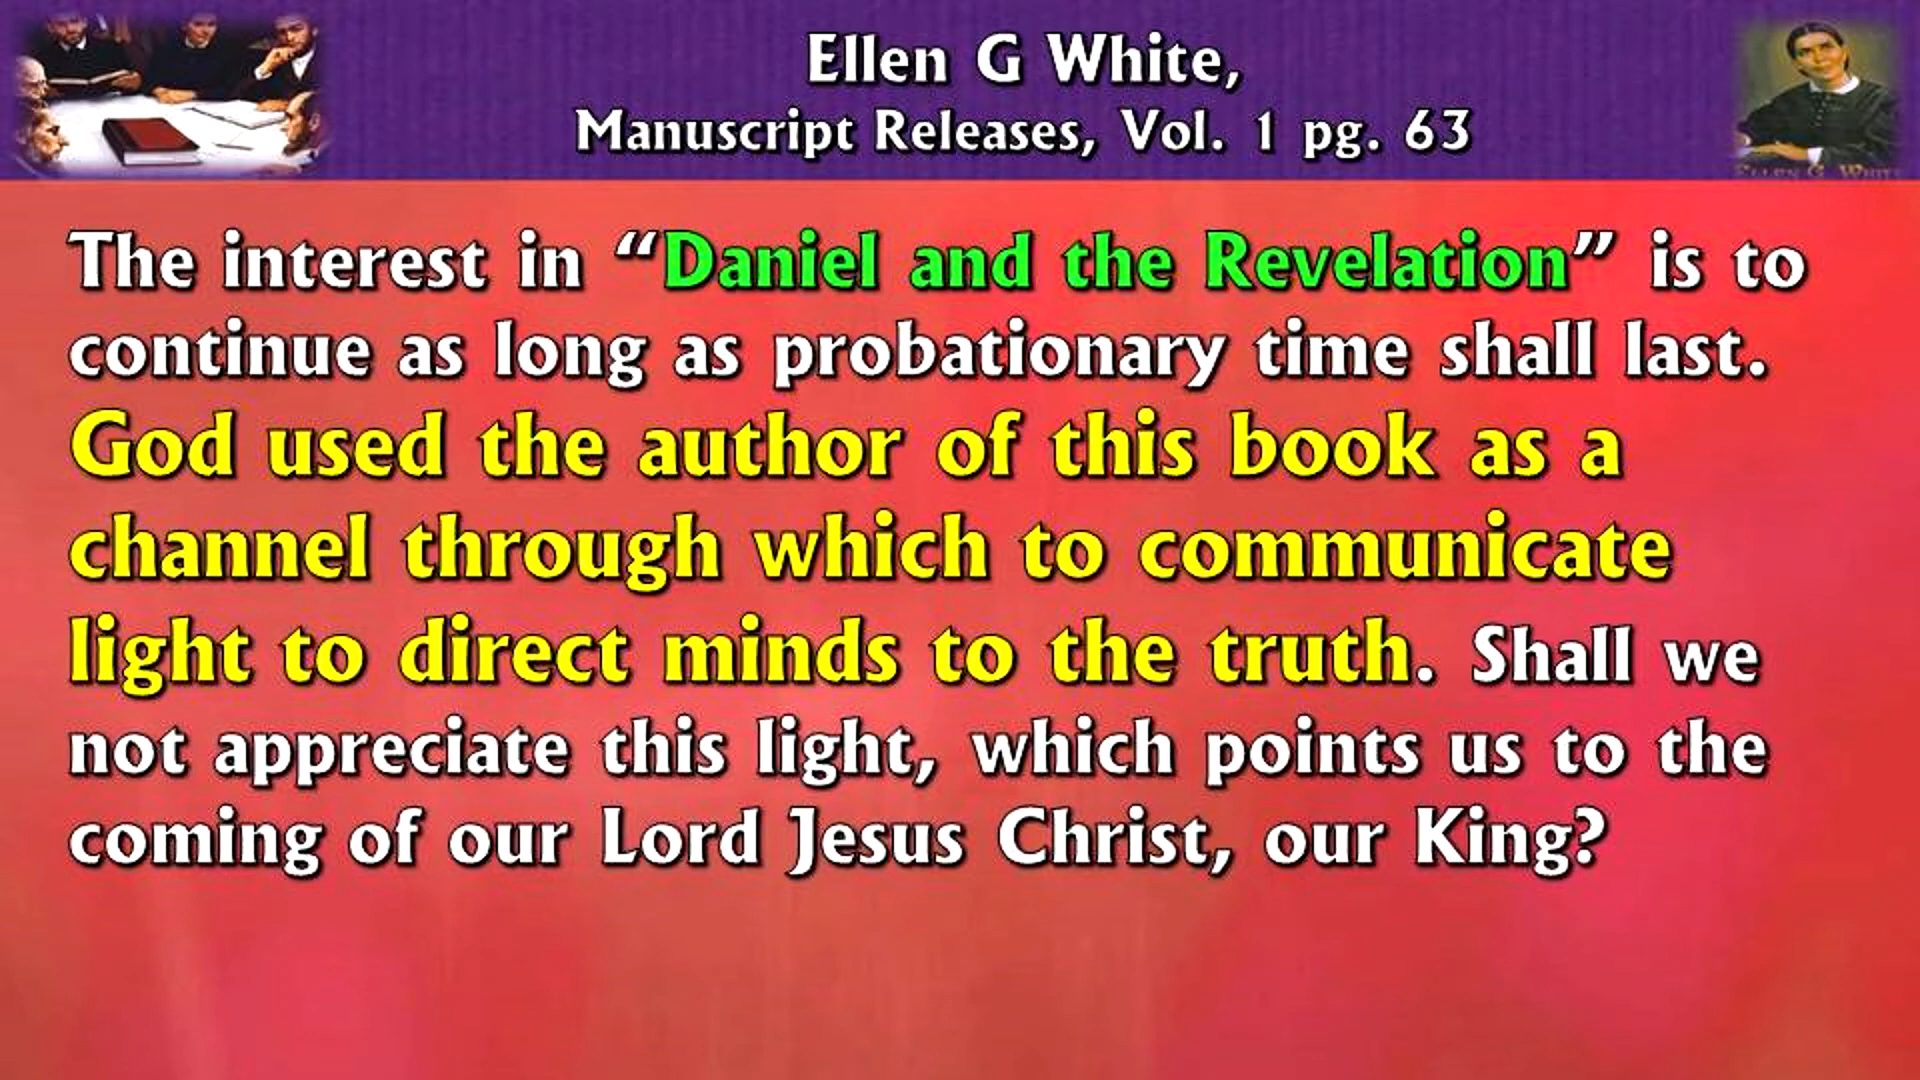 Ellen G White,
Manuscript Releases, Vol. 1 pg. 63
ELLEN G. WHITE
The interest in “Daniel and the Revelation” is to
continue as long as probationary time shall last.
God used the author of this book as a
channel through which to communicate
light to direct minds to the truth. Shall we
not appreciate this light, which points us to the
coming of our Lord Jesus Christ, our King?